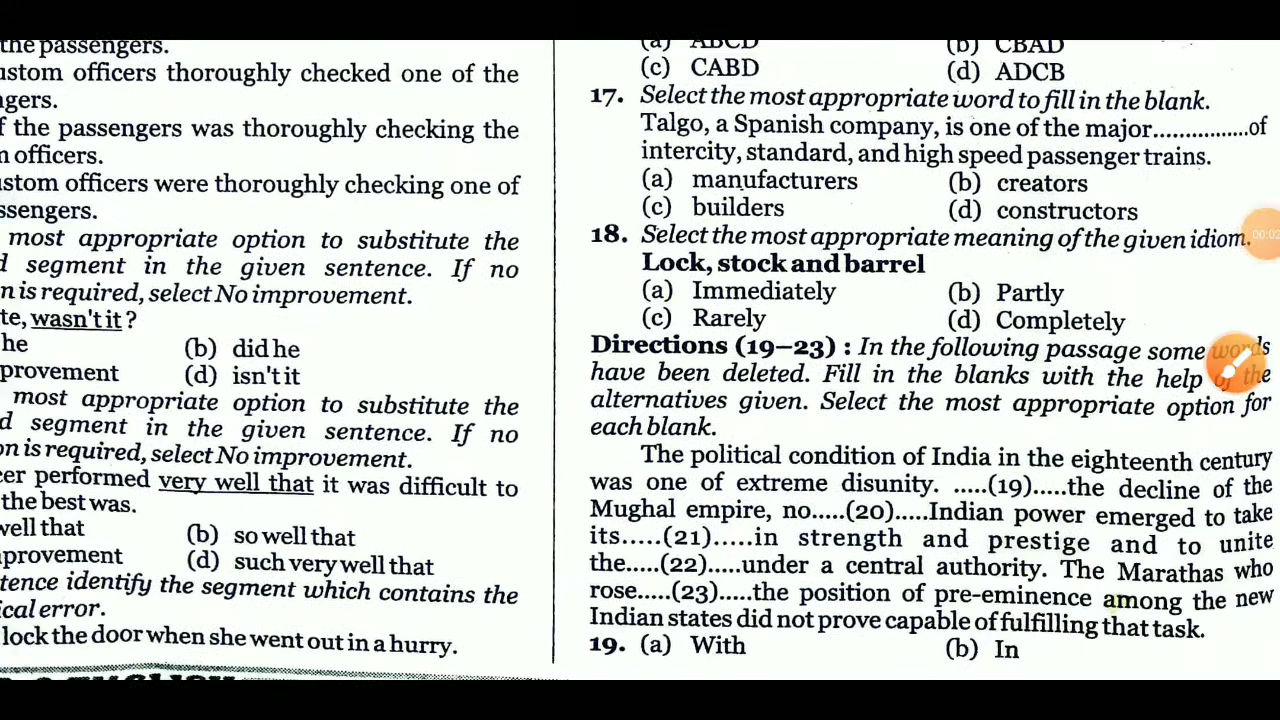 the passengers.
ustom officers thoroughly checked one of the
ngers.
f the passengers was thoroughly checking the
n officers.
ustom officers were thoroughly checking one of
ssengers.
most appropriate option to substitute the
d segment in the given sentence. If no
n is required, select No improvement.
te, wasn't it ?
he (b) did he
provement (d) isn't it
most appropriate option to substitute the
d segment in the given sentence. If no
on is required, select No improvement.
cer performed very well that it was difficult to
the best was.
well that (b) so well that
provement (d) such very well that
tence identify the segment which contains the
ical error.
lock the door when she went out in a hurry.
(a) ABCD (b) CBAD
(c) CABD (d) ADCB
17. Select the most appropriate word to fill in the blank.
Talgo, a Spanish company, is one of the major................of
intercity, standard, and high speed passenger trains.
(a) manufacturers (b) creators
(c) builders (d) constructors
18. Select the most appropriate meaning of the given idiom.
Lock, stock and barrel
(a) Immediately (b) Partly
(c) Rarely (d) Completely
Directions (19–23) : In the following passage some words
have been deleted. Fill in the blanks with the help of the
alternatives given. Select the most appropriate option for
each blank.
The political condition of India in the eighteenth century
was one of extreme disunity. .....(19).....the decline of the
Mughal empire, no.....(20).....Indian power emerged to take
its.....(21).....in strength and prestige and to unite
the.....(22).....under a central authority. The Marathas who
rose.....(23).....the position of pre-eminence among the new
Indian states did not prove capable of fulfilling that task.
19. (a) With (b) In
00:02